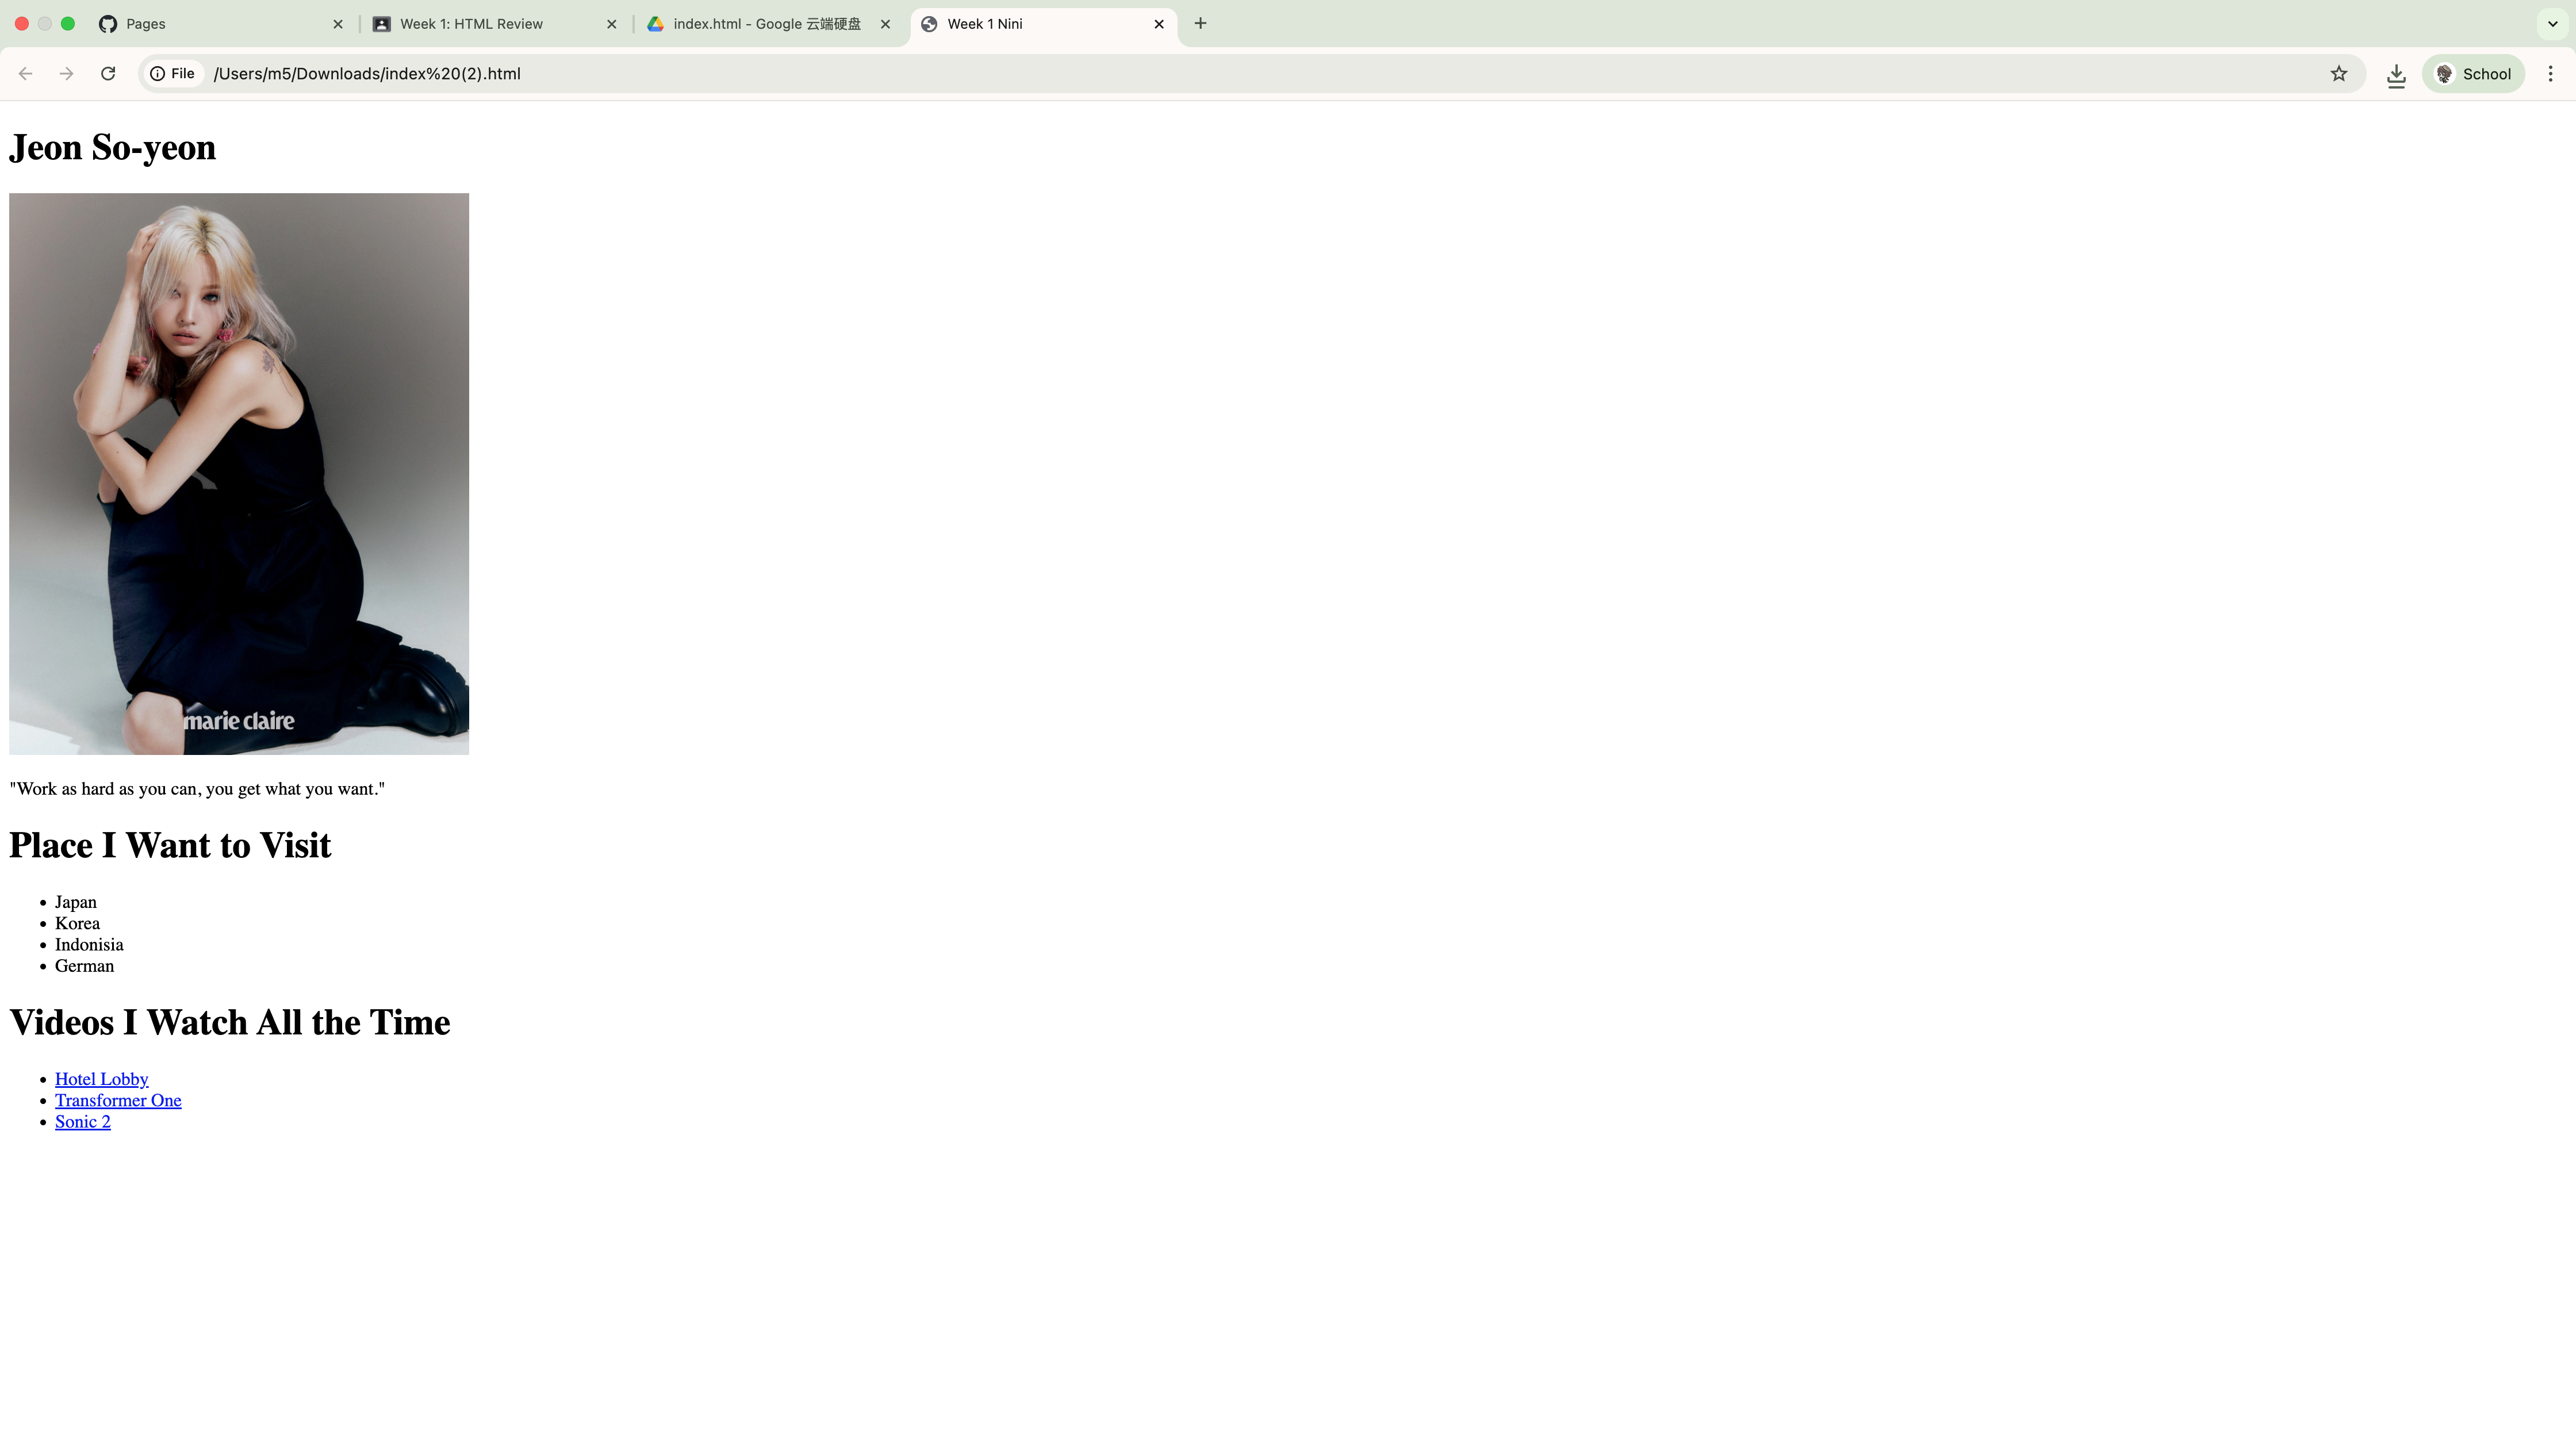 Pages
Week 1: HTML Review
index.html - Google 云端硬盘
Week 1 Nini
File
/Users/m5/Downloads/index%20(2).html
School
Jeon So-yeon
marie claire
"Work as hard as you can, you get what you want."
Place I Want to Visit
Japan
Korea
Indonisia
German
Videos I Watch All the Time
Hotel Lobby
Transformer One
Sonic 2